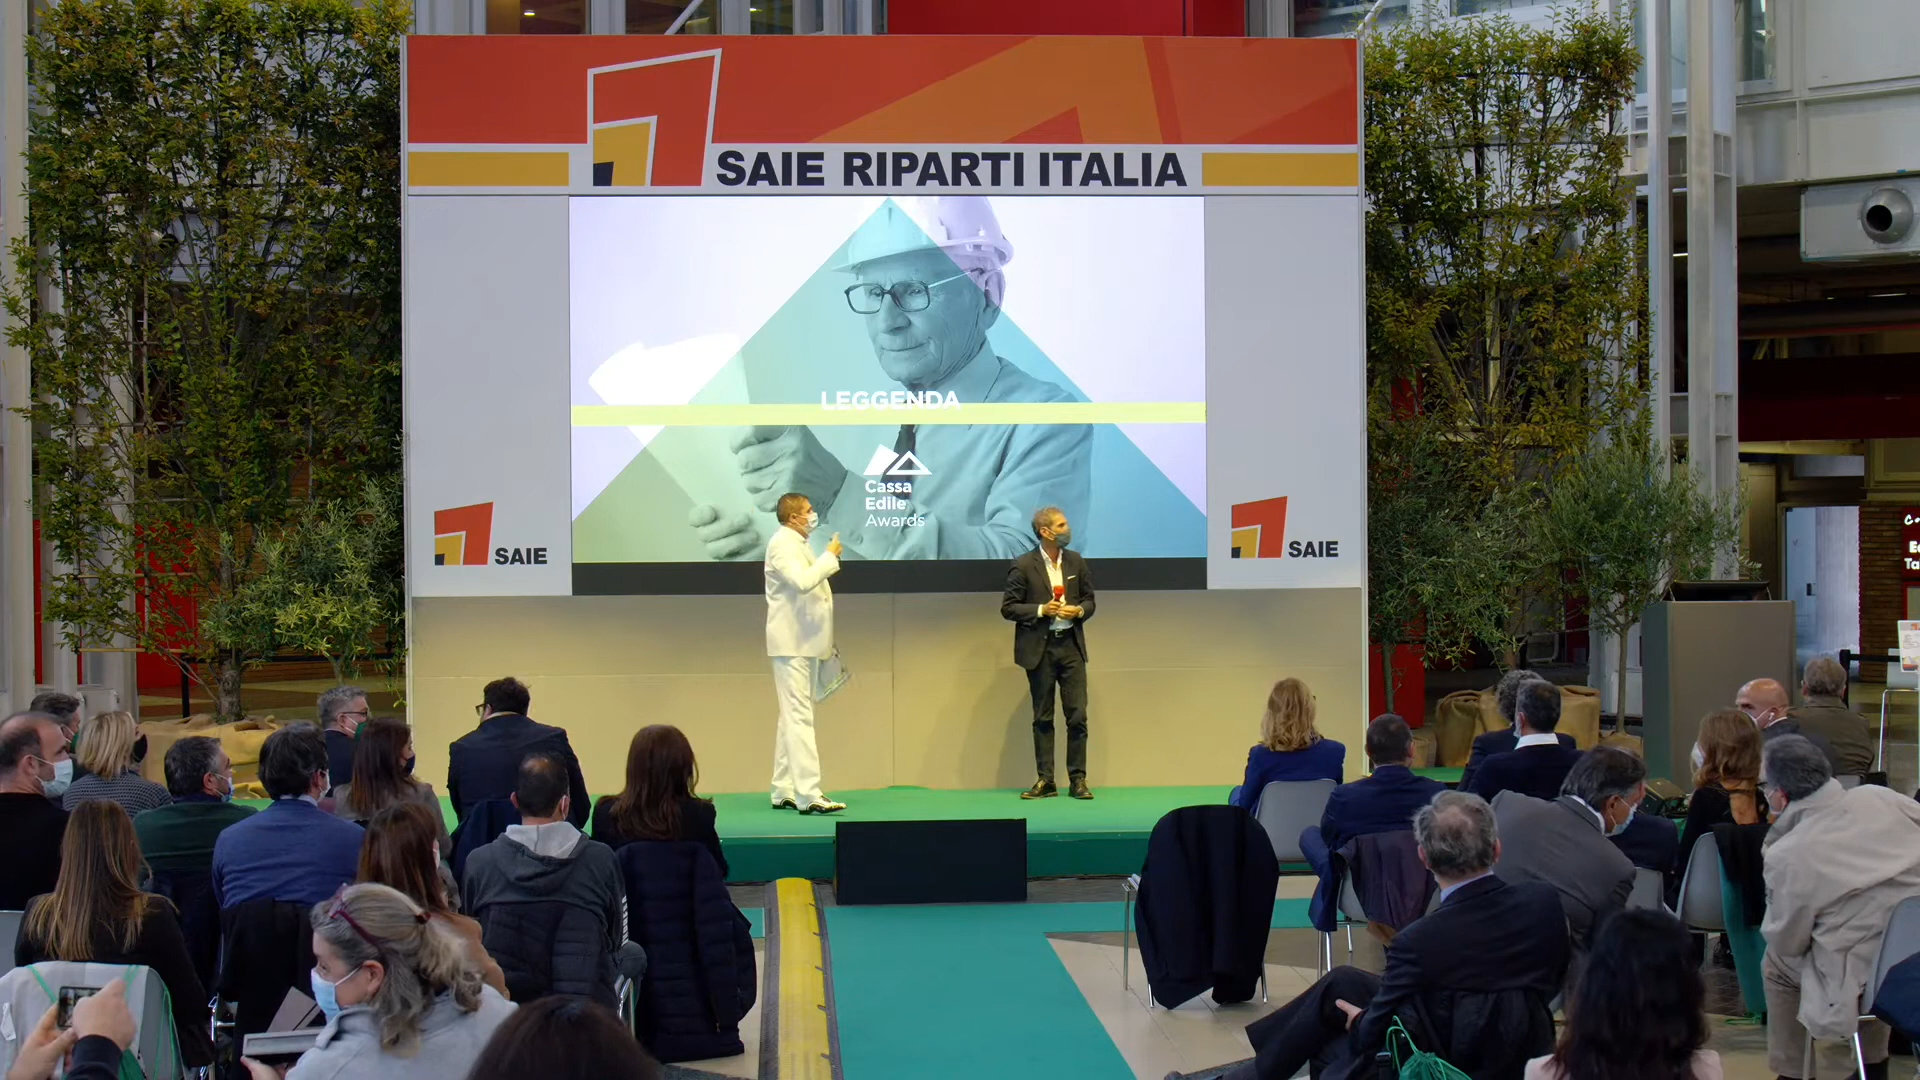 SAIE RIPARTI ITALIA
LEGGENDA
Cassa
Edile
Awards
SAIE
SAIE